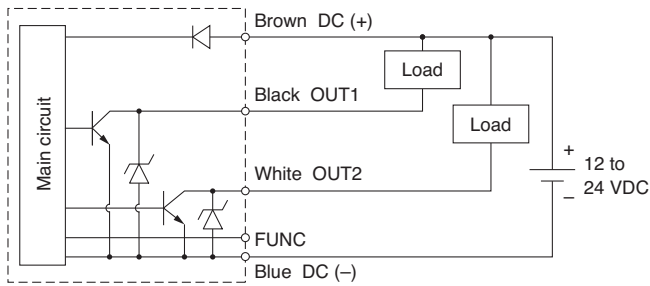 Brown DC (+)
Load
Black OUT1
Load
Main circuit
+
12 to
24 VDC
–
White OUT2
FUNC
Blue DC (–)